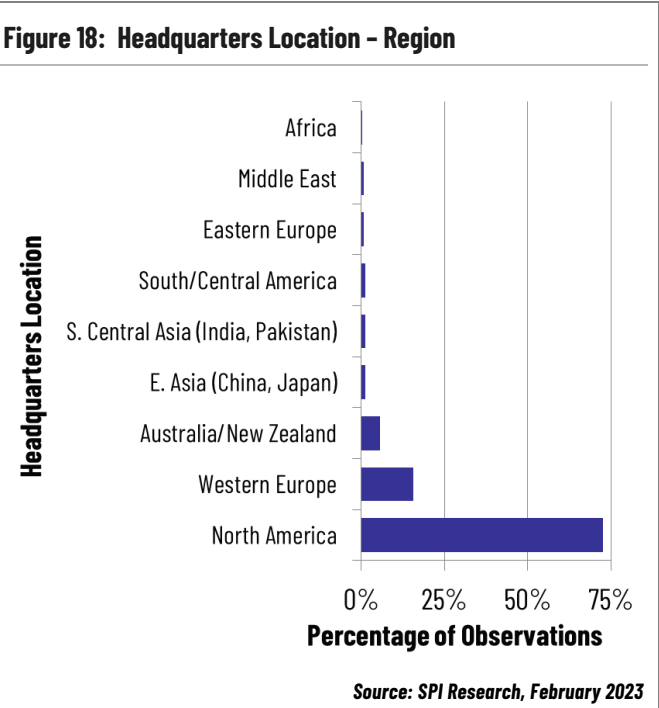 Figure 18: Headquarters Location – Region
Headquarters Location
Africa
Middle East
Eastern Europe
South/Central America
S. Central Asia (India, Pakistan)
E. Asia (China, Japan)
Australia/New Zealand
Western Europe
North America
0% 25% 50% 75%
Percentage of Observations
Source: SPI Research, February 2023